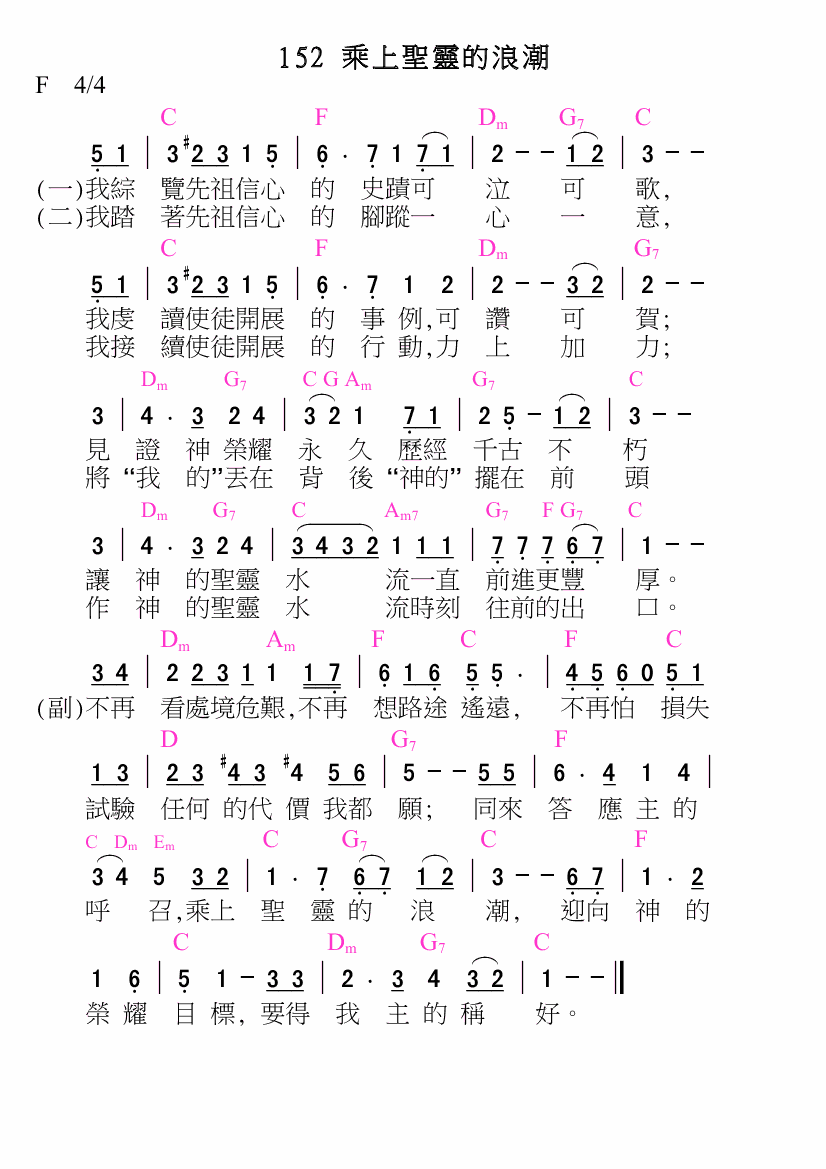 152 乘上聖靈的浪潮
F 4/4
C F Dm G7 C
5 1 | 3 #2 3 1 5 | 6 · 7 1 7 1 | 2 - - 1 2 | 3 - -
(一)我綜 覽先祖信心 的 史蹟可 泣 可 歌,
(二)我踏 著先祖信心 的 腳蹤一 心 一 意,
C F Dm G7
5 1 | 3 #2 3 1 5 | 6 · 7 1 2 | 2 - - 3 2 | 2 - -
我虔 讀使徒開展 的 事 例,可 讚 可 賀;
我接 續使徒開展 的 行 動,力 上 加 力;
Dm G7 C G Am G7 C
3 | 4 · 3 2 4 | 3 2 1 7 1 | 2 5 - 1 2 | 3 - -
見 證 神 榮耀 永 久 歷經 千古 不 朽
將 “我 的”丟在 背 後 “神的” 擺在 前 頭
Dm G7 C Am7 G7 F G7 C
3 | 4 · 3 2 4 | 3 4 3 2 1 1 1 | 7 7 7 6 7 | 1 - -
讓 神 的聖靈 水 流一直 前進更豐 厚。
作 神 的聖靈 水 流時刻 往前的出 口。
Dm Am F C F C
3 4 | 2 2 3 1 1 1 7 | 6 1 6 5 5 · | 4 5 6 0 5 1
(副)不再 看處境危艱,不再 想路途 遙遠, 不再怕 損失
D G7 F
1 3 | 2 3 #4 3 #4 5 6 | 5 - - 5 5 | 6 · 4 1 4 |
試驗 任何 的代 價 我都 願; 同來 答 應 主 的
C Dm Em C G7 C F
3 4 5 3 2 | 1 · 7 6 7 1 2 | 3 - - 6 7 | 1 · 2
呼 召,乘上 聖 靈 的 浪 潮, 迎向 神 的
C Dm G7 C
1 6 | 5 1 - 3 3 | 2 · 3 4 3 2 | 1 - - ‖
榮 耀 目 標, 要得 我 主 的 稱 好。